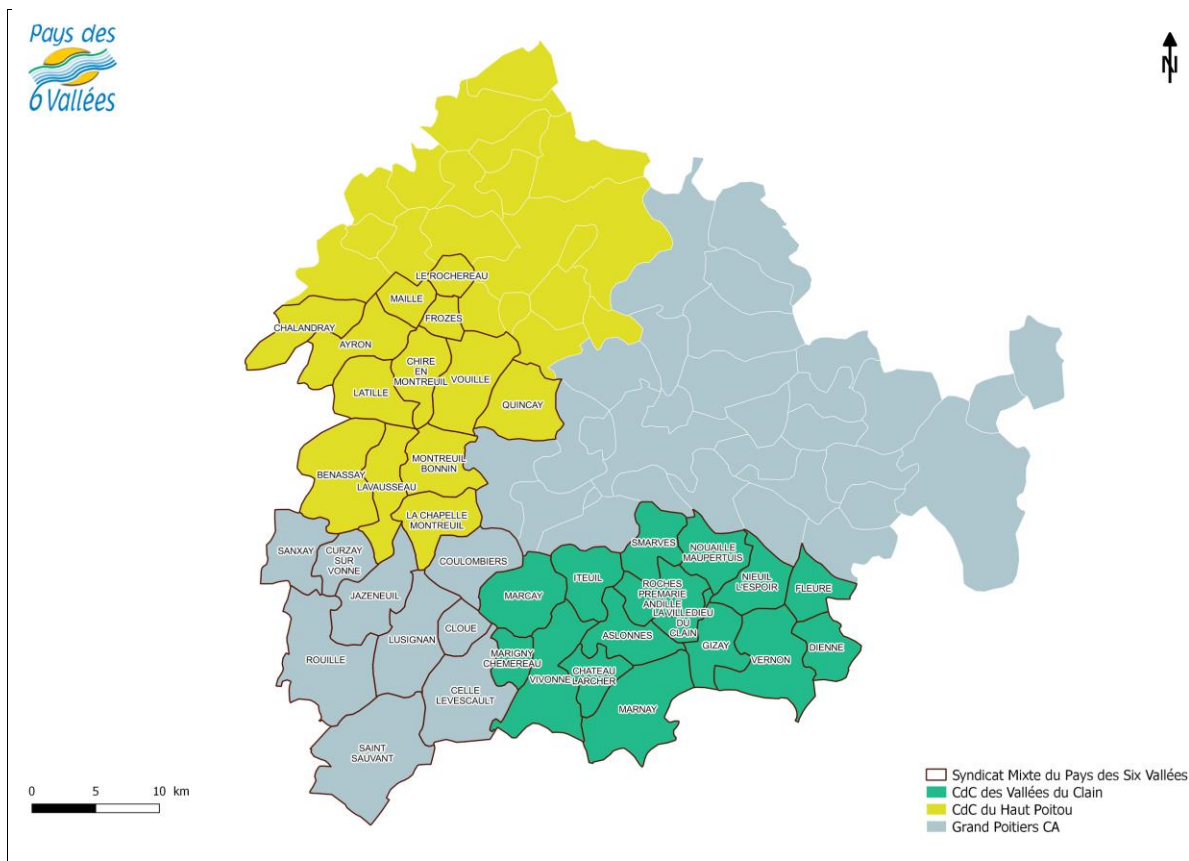 Pays des
6 Vallées
N
LE ROCHEREAU
MAILLE
FROZES
CHALANDRAY
AYRON
CHIRE
EN
MONTREUIL
VOUILLE
LATILLE
QUINCAY
MONTREUIL
BONNIN
BENASSAY
LAVAUSSEAU
LA CHAPELLE
MONTREUIL
SANXAY
CURZAY
SUR
VONNE
COULOMBIERS
SMARVES
NOUAILLE
MAUPERTUIS
ITEUIL
NIEUIL
L'ESPOIR
FLEURE
JAZENEUIL
MARCAY
ROCHES
PREMARIE
ANDILLE
LA VILLEDIEU
DU
CLAIN
CLOUE
LUSIGNAN
ASLONNES
GIZAY
DIENNE
ROUILLE
MARIGNY
CHEMEREAU
VERNON
VIVONNE
CHATEAU
LARCHER
CELLE
LEVESCAULT
MARNAY
SAINT
SAUVANT
0 5 10 km
Syndicat Mixte du Pays des Six Vallées
CdC des Vallées du Clain
CdC du Haut Poitou
Grand Poitiers CA